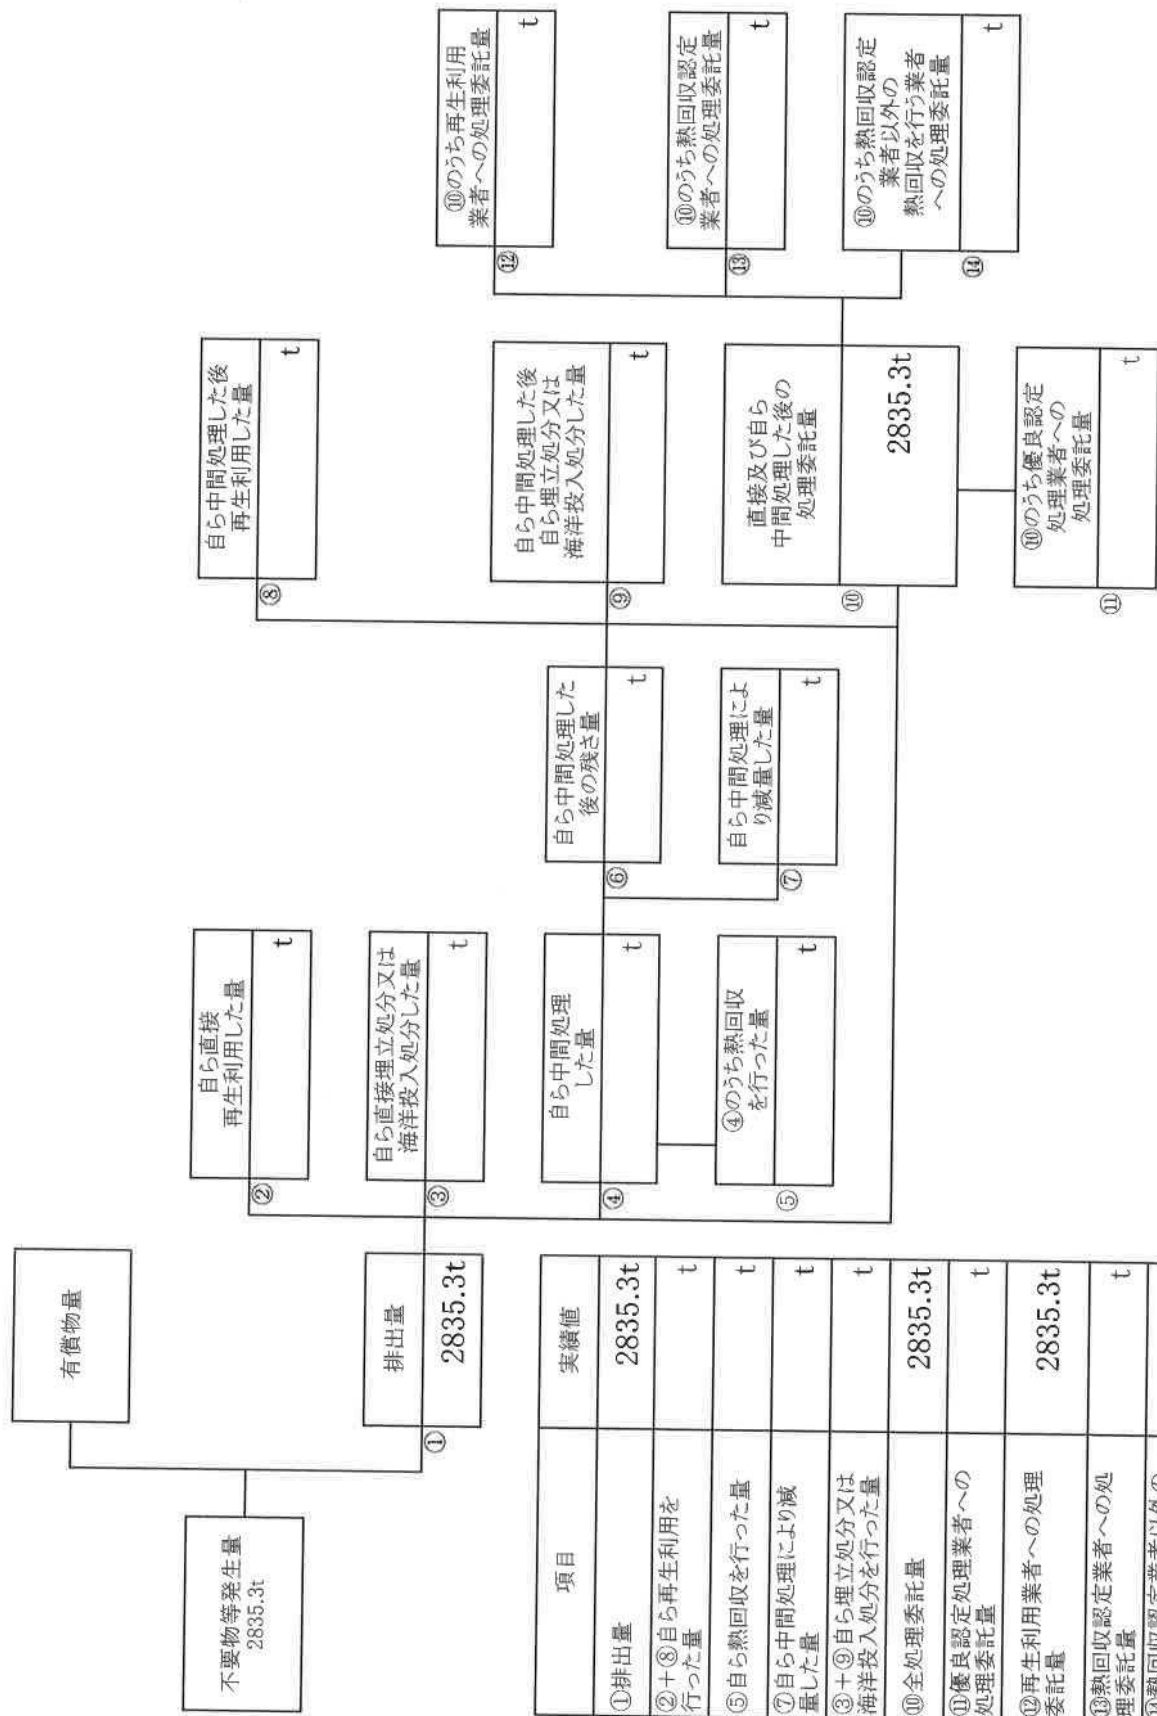 不要物等発生量
2835.3t
有償物量
①
排出量
2835.3t
②
自ら直接
再生利用した量
t
③
自ら直接埋立処分又は
海洋投入処分した量
t
④
自ら中間処理
した量
t
⑤
④のうち熱回収
を行った量
t
⑥
自ら中間処理した
後の残さ量
t
⑦
自ら中間処理によ
り減量した量
t
⑧
自ら中間処理した後
再生利用した量
t
⑨
自ら中間処理した後
自ら埋立処分又は
海洋投入処分した量
t
⑩
直接及び自ら
中間処理した後の
処理委託量
2835.3t
⑪
⑩のうち優良認定
処理業者への
処理委託量
t
⑫
⑩のうち再生利用
業者への処理委託量
t
⑬
⑩のうち熱回収認定
業者への処理委託量
t
⑭
⑩のうち熱回収認定
業者以外の
熱回収を行う業者
への処理委託量
t
項目
実績値
①排出量
2835.3t
②+⑧自ら再生利用を
行った量
t
⑤自ら熱回収を行った量
t
⑦自ら中間処理により減
量した量
t
③+⑨自ら埋立処分又は
海洋投入処分を行った量
t
⑩全処理委託量
2835.3t
⑪優良認定処理業者への
処理委託量
t
⑫再生利用業者への処理
委託量
2835.3t
⑬熱回収認定業者への処
理委託量
t
⑭熱回収認定業者以外の